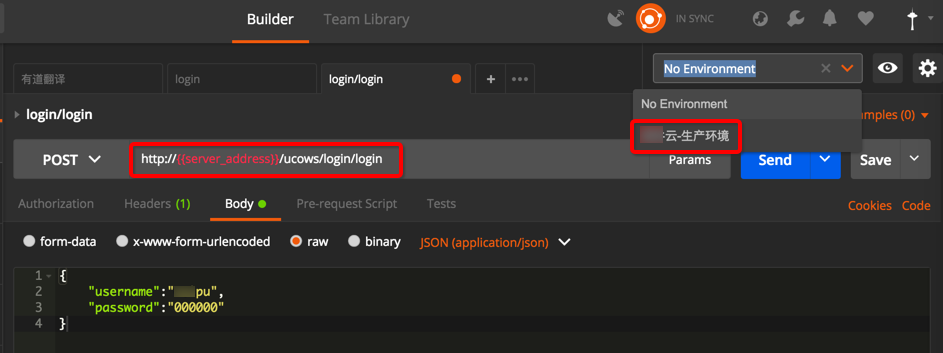 Builder Team Library IN SYNC
有道翻译 login login/login + ••• No Environment
No Environment
login/login amples (0)
云-生产环境
POST http://{{server_address}}/ucows/login/login Params Send Save
Authorization Headers (1) Body Pre-request Script Tests Cookies Code
form-data x-www-form-urlencoded raw binary JSON (application/json)
1 {
2 "username":"pu",
3 "password":"000000"
4 }